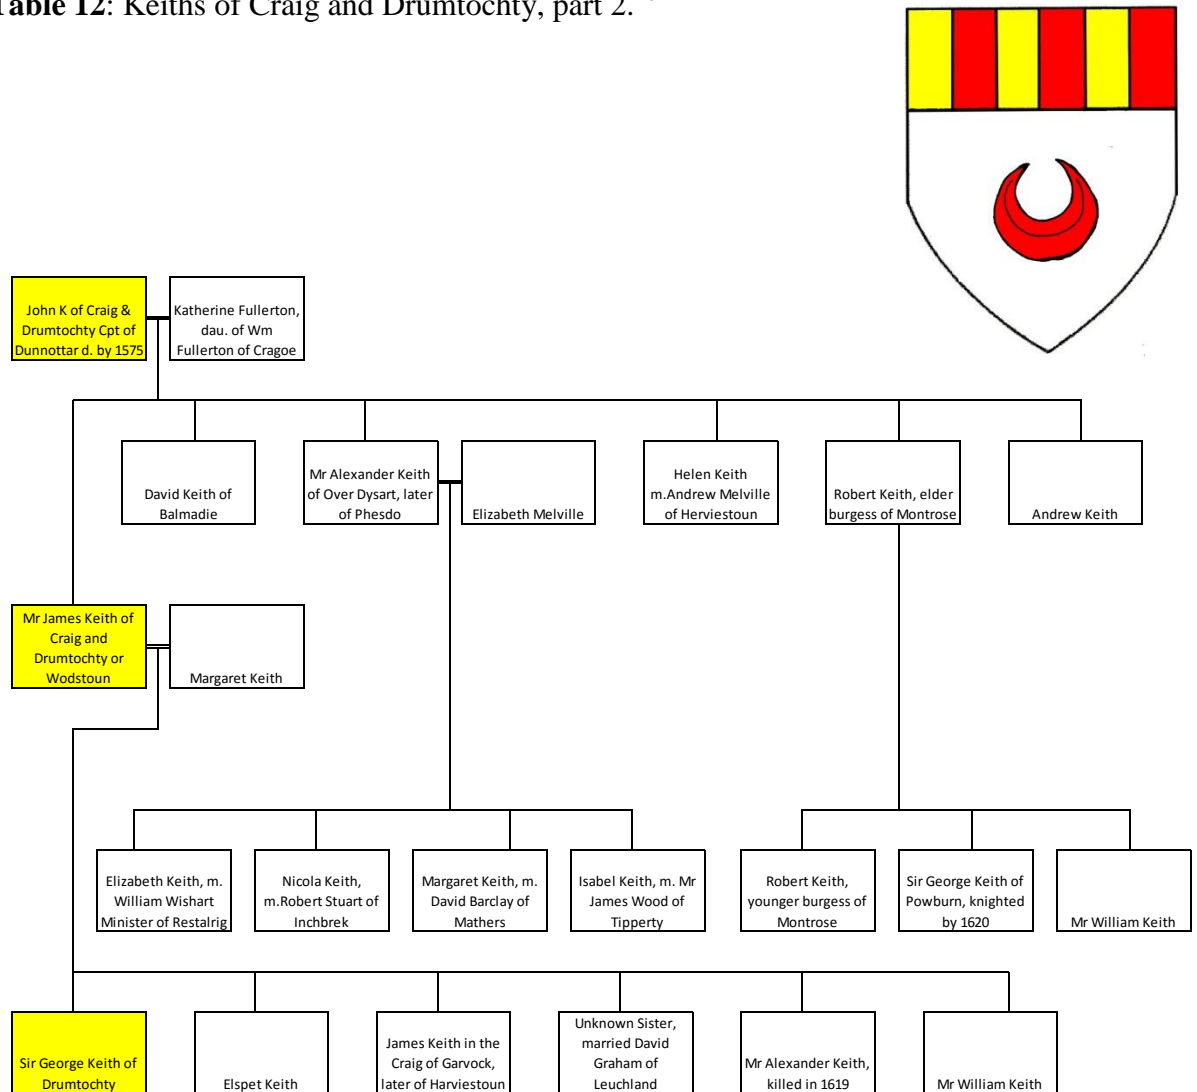 Table 12: Keiths of Craig and Drumtochty, part 2.
John K of Craig &
Drumtochty Cpt of
Dunnottar d. by 1575
Katherine Fullerton,
dau. of Wm
Fullerton of Cragoe
David Keith of
Balmadie
Mr Alexander Keith
of Over Dysart, later
of Phesdo
Elizabeth Melville
Helen Keith
m.Andrew Melville
of Herviestoun
Robert Keith, elder
burgess of Montrose
Andrew Keith
Mr James Keith of
Craig and
Drumtochty or
Wodstoun
Margaret Keith
Elizabeth Keith, m.
William Wishart
Minister of Restalrig
Nicola Keith,
m.Robert Stuart of
Inchbrek
Margaret Keith, m.
David Barclay of
Mathers
Isabel Keith, m. Mr
James Wood of
Tipperty
Robert Keith,
younger burgess of
Montrose
Sir George Keith of
Powburn, knighted
by 1620
Mr William Keith
Sir George Keith of
Drumtochty
Elspet Keith
James Keith in the
Craig of Garvock,
later of Harviestoun
Unknown Sister,
married David
Graham of
Leuchland
Mr Alexander Keith,
killed in 1619
Mr William Keith